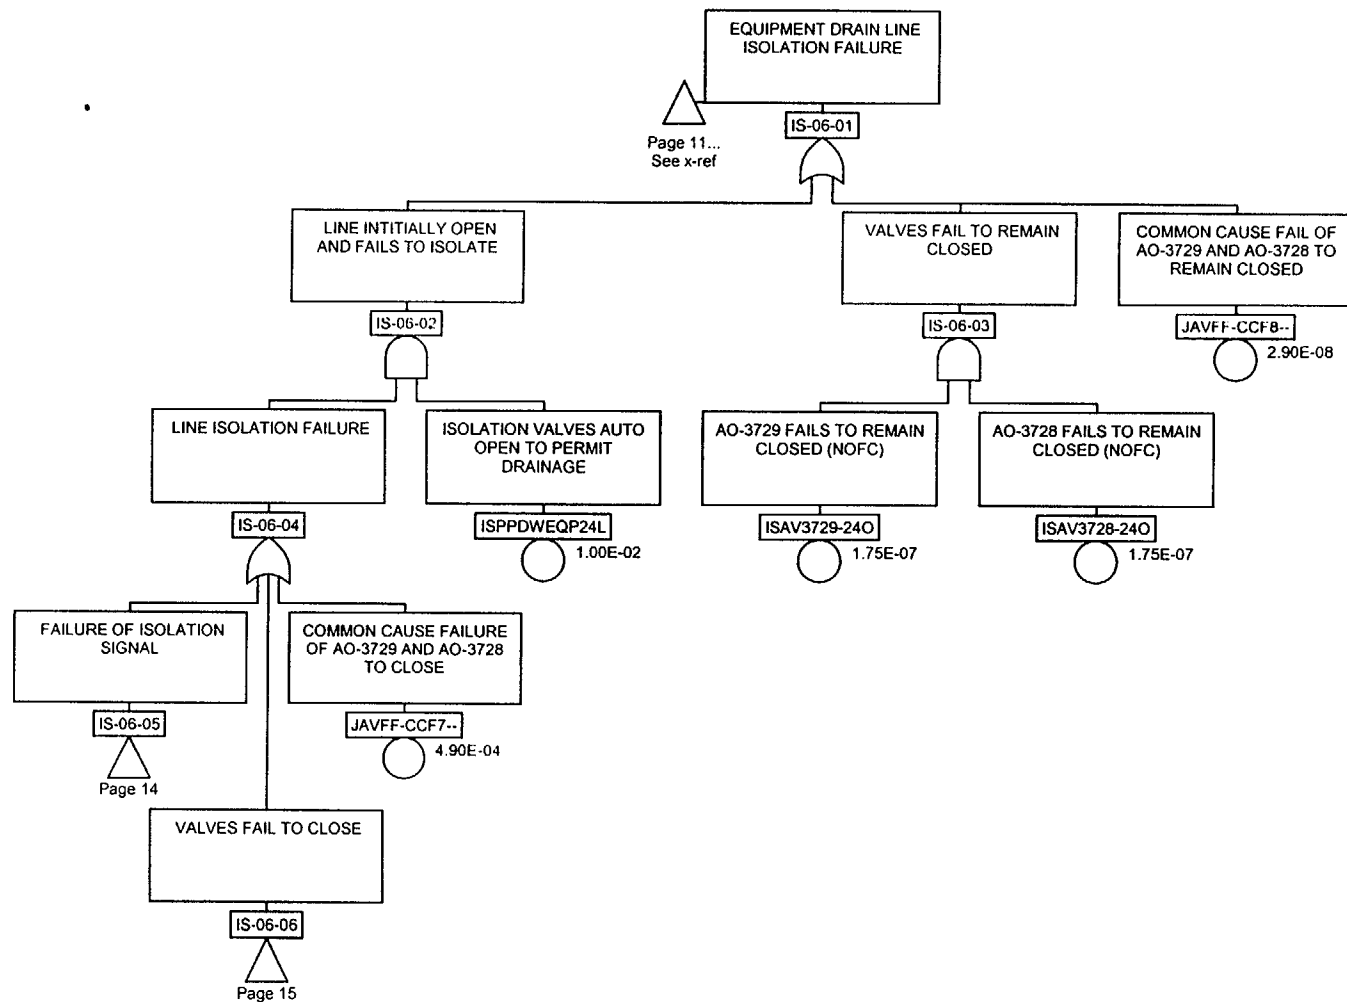 EQUIPMENT DRAIN LINE
ISOLATION FAILURE
Page 11...
See x-ref
IS-06-01
LINE INTITIALLY OPEN
AND FAILS TO ISOLATE
IS-06-02
VALVES FAIL TO REMAIN
CLOSED
IS-06-03
COMMON CAUSE FAIL OF
AO-3729 AND AO-3728 TO
REMAIN CLOSED
JAVFF-CCF8--
2.90E-08
LINE ISOLATION FAILURE
IS-06-04
ISOLATION VALVES AUTO
OPEN TO PERMIT
DRAINAGE
ISPPDWEQP24L
1.00E-02
AO-3729 FAILS TO REMAIN
CLOSED (NOFC)
ISAV3729-24O
1.75E-07
AO-3728 FAILS TO REMAIN
CLOSED (NOFC)
ISAV3728-24O
1.75E-07
FAILURE OF ISOLATION
SIGNAL
IS-06-05
Page 14
COMMON CAUSE FAILURE
OF AO-3729 AND AO-3728
TO CLOSE
JAVFF-CCF7--
4.90E-04
VALVES FAIL TO CLOSE
IS-06-06
Page 15